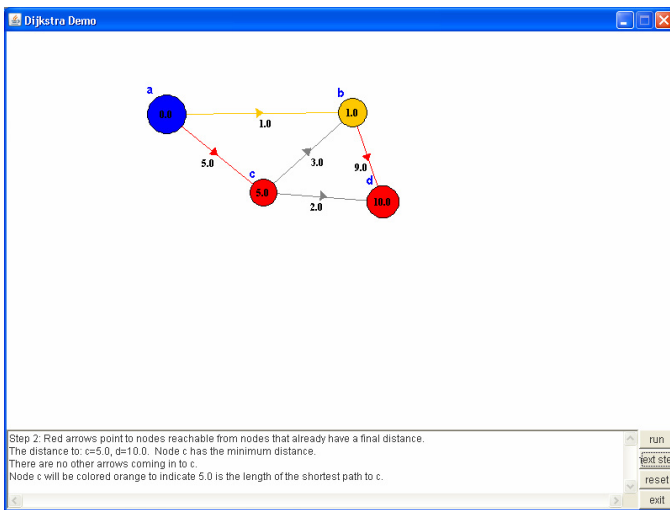 Dijkstra Demo
a
0.0
b
1.0
1.0
5.0
c
5.0
3.0
9.0
d
10.0
2.0
Step 2: Red arrows point to nodes reachable from nodes that already have a final distance.
The distance to: c=5.0, d=10.0. Node c has the minimum distance.
There are no other arrows coming in to c.
Node c will be colored orange to indicate 5.0 is the length of the shortest path to c.
run
ext ste
reset
exit